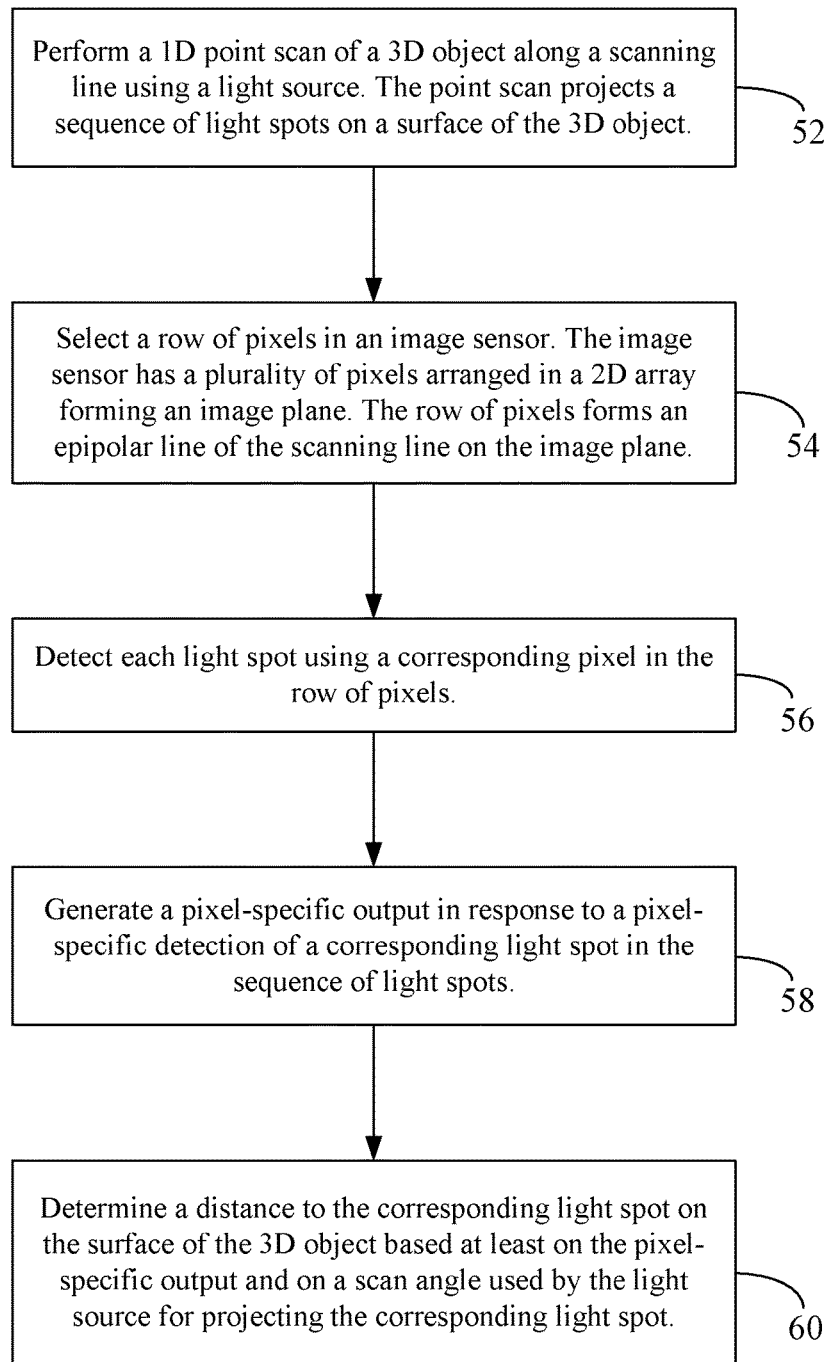 Perform a 1D point scan of a 3D object along a scanning
line using a light source. The point scan projects a
sequence of light spots on a surface of the 3D object.
52
Select a row of pixels in an image sensor. The image
sensor has a plurality of pixels arranged in a 2D array
forming an image plane. The row of pixels forms an
epipolar line of the scanning line on the image plane.
54
Detect each light spot using a corresponding pixel in the
row of pixels.
56
Generate a pixel-specific output in response to a pixel-
specific detection of a corresponding light spot in the
sequence of light spots.
58
Determine a distance to the corresponding light spot on
the surface of the 3D object based at least on the pixel-
specific output and on a scan angle used by the light
source for projecting the corresponding light spot.
60